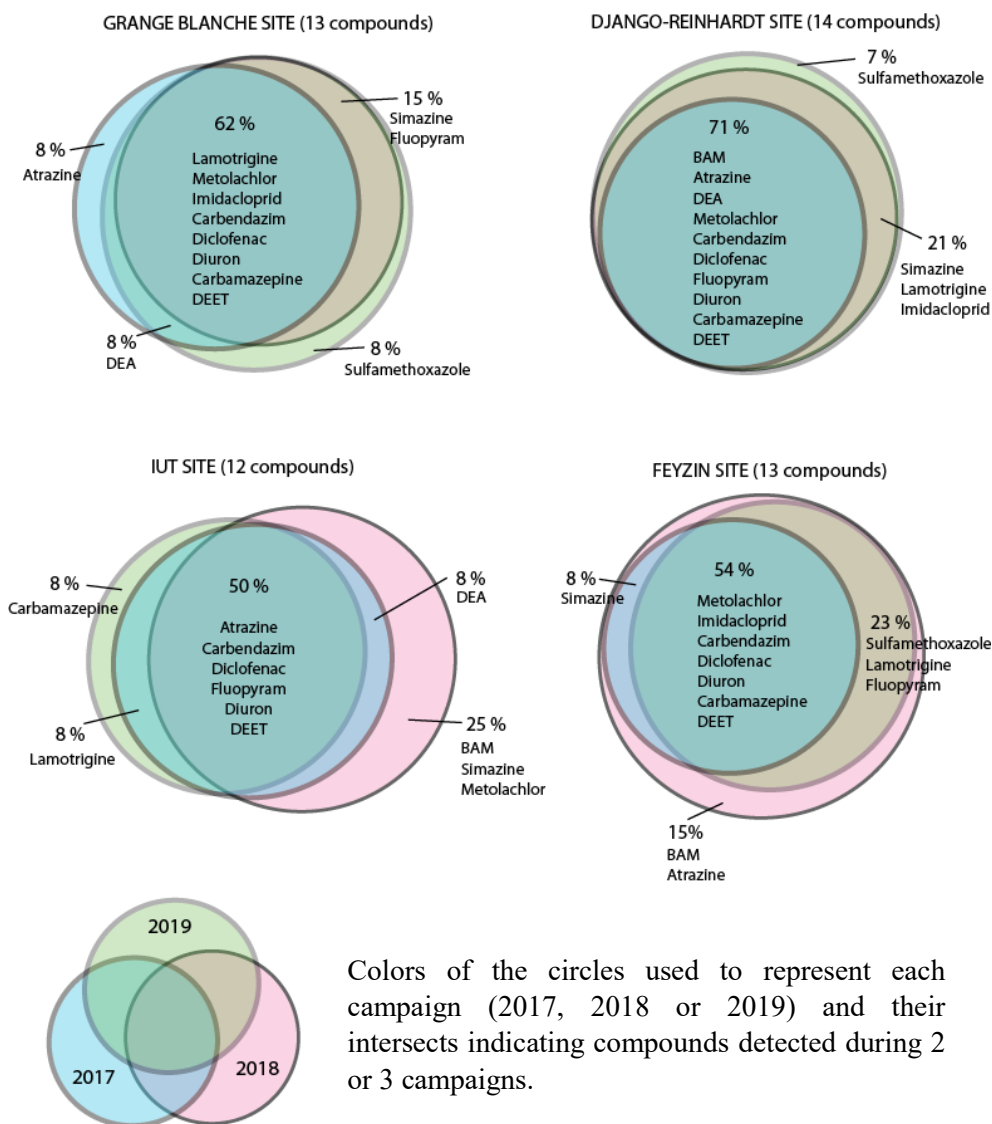 GRANGE BLANCHE SITE (13 compounds)
8 %
Atrazine
62 %
Lamotrigine
Metolachlor
Imidacloprid
Carbendazim
Diclofenac
Diuron
Carbamazepine
DEET
15 %
Simazine
Fluopyram
8 %
DEA
8 %
Sulfamethoxazole
DJANGO-REINHARDT SITE (14 compounds)
7 %
Sulfamethoxazole
71 %
BAM
Atrazine
DEA
Metolachlor
Carbendazim
Diclofenac
Fluopyram
Diuron
Carbamazepine
DEET
21 %
Simazine
Lamotrigine
Imidacloprid
IUT SITE (12 compounds)
8 %
Carbamazepine
50 %
Atrazine
Carbendazim
Diclofenac
Fluopyram
Diuron
DEET
8 %
DEA
8 %
Lamotrigine
25 %
BAM
Simazine
Metolachlor
FEYZIN SITE (13 compounds)
8 %
Simazine
54 %
Metolachlor
Imidacloprid
Carbendazim
Diclofenac
Diuron
Carbamazepine
DEET
23 %
Sulfamethoxazole
Lamotrigine
Fluopyram
15%
BAM
Atrazine
2019
2017
2018
Colors of the circles used to represent each
campaign (2017, 2018 or 2019) and their
intersects indicating compounds detected during 2
or 3 campaigns.